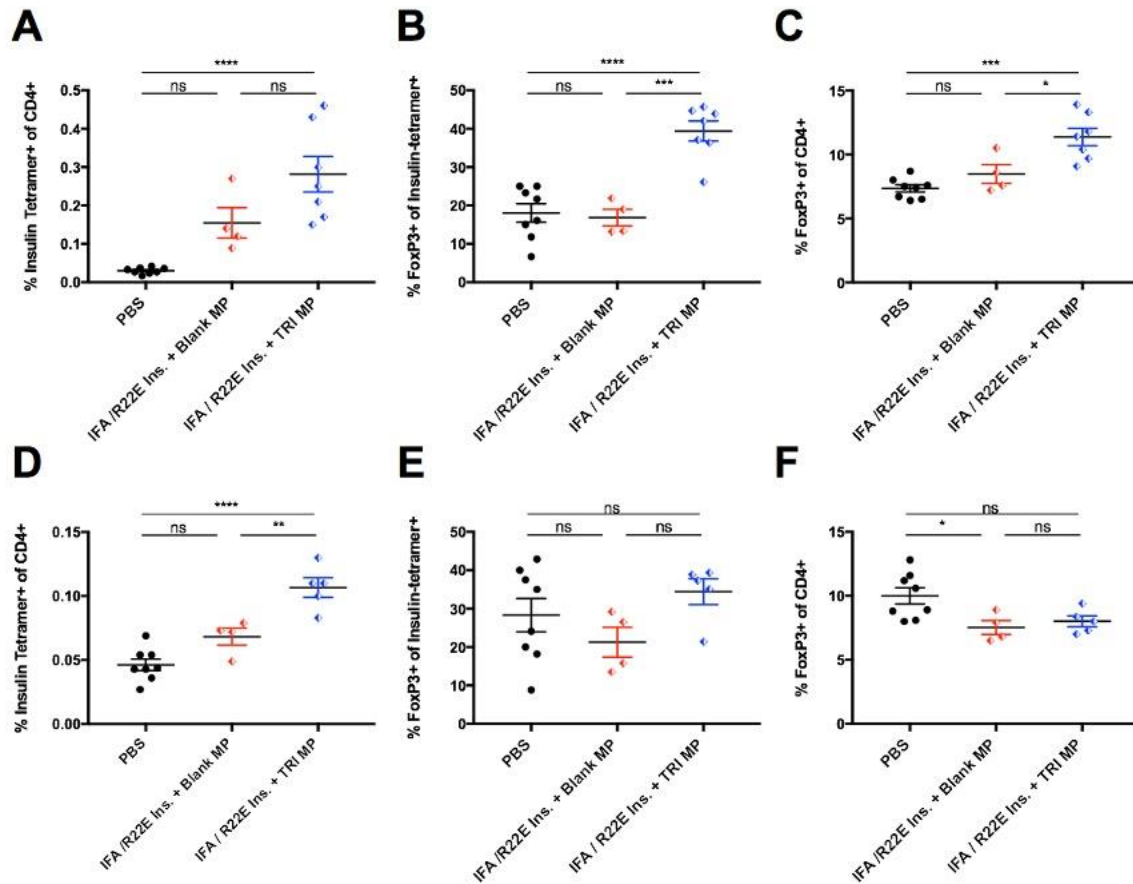 A
****
ns
ns
% Insulin Tetramer+ of CD4+
0.5
0.4
0.3
0.2
0.1
0.0
PBS
IFA /R22E Ins. + Blank MP
IFA / R22E Ins. + TRI MP
B
****
ns
***
% FoxP3+ of Insulin-tetramer+
50
40
30
20
10
0
PBS
IFA /R22E Ins. + Blank MP
IFA / R22E Ins. + TRI MP
C
***
ns
*
% FoxP3+ of CD4+
15
10
5
0
PBS
IFA /R22E Ins. + Blank MP
IFA / R22E Ins. + TRI MP
D
****
ns
**
% Insulin Tetramer+ of CD4+
0.15
0.10
0.05
0.00
PBS
IFA /R22E Ins. + Blank MP
IFA / R22E Ins. + TRI MP
E
ns
ns
ns
% FoxP3+ of Insulin-tetramer+
50
40
30
20
10
0
PBS
IFA /R22E Ins. + Blank MP
IFA / R22E Ins. + TRI MP
F
ns
*
ns
% FoxP3+ of CD4+
15
10
5
0
PBS
IFA /R22E Ins. + Blank MP
IFA / R22E Ins. + TRI MP